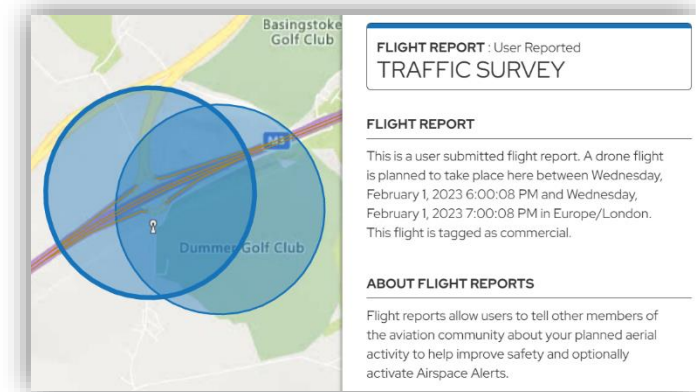 Basingstoke
Golf Club
M3
Dummer Golf Club
FLIGHT REPORT : User Reported
TRAFFIC SURVEY
FLIGHT REPORT
This is a user submitted flight report. A drone flight
is planned to take place here between Wednesday,
February 1, 2023 6:00:08 PM and Wednesday,
February 1, 2023 7:00:08 PM in Europe/London.
This flight is tagged as commercial.
ABOUT FLIGHT REPORTS
Flight reports allow users to tell other members of
the aviation community about your planned aerial
activity to help improve safety and optionally
activate Airspace Alerts.